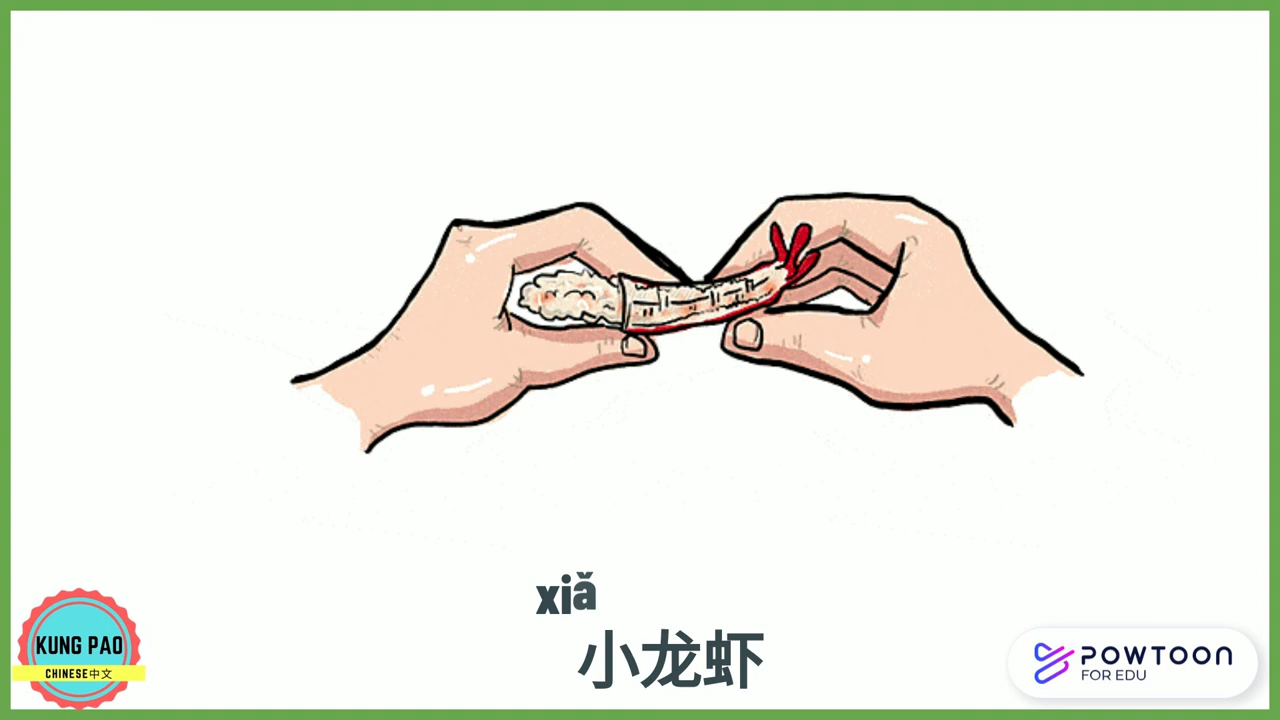 xiǎ
小龙虾
KUNG PAO
CHINESE中文
POWTOON
FOR EDU